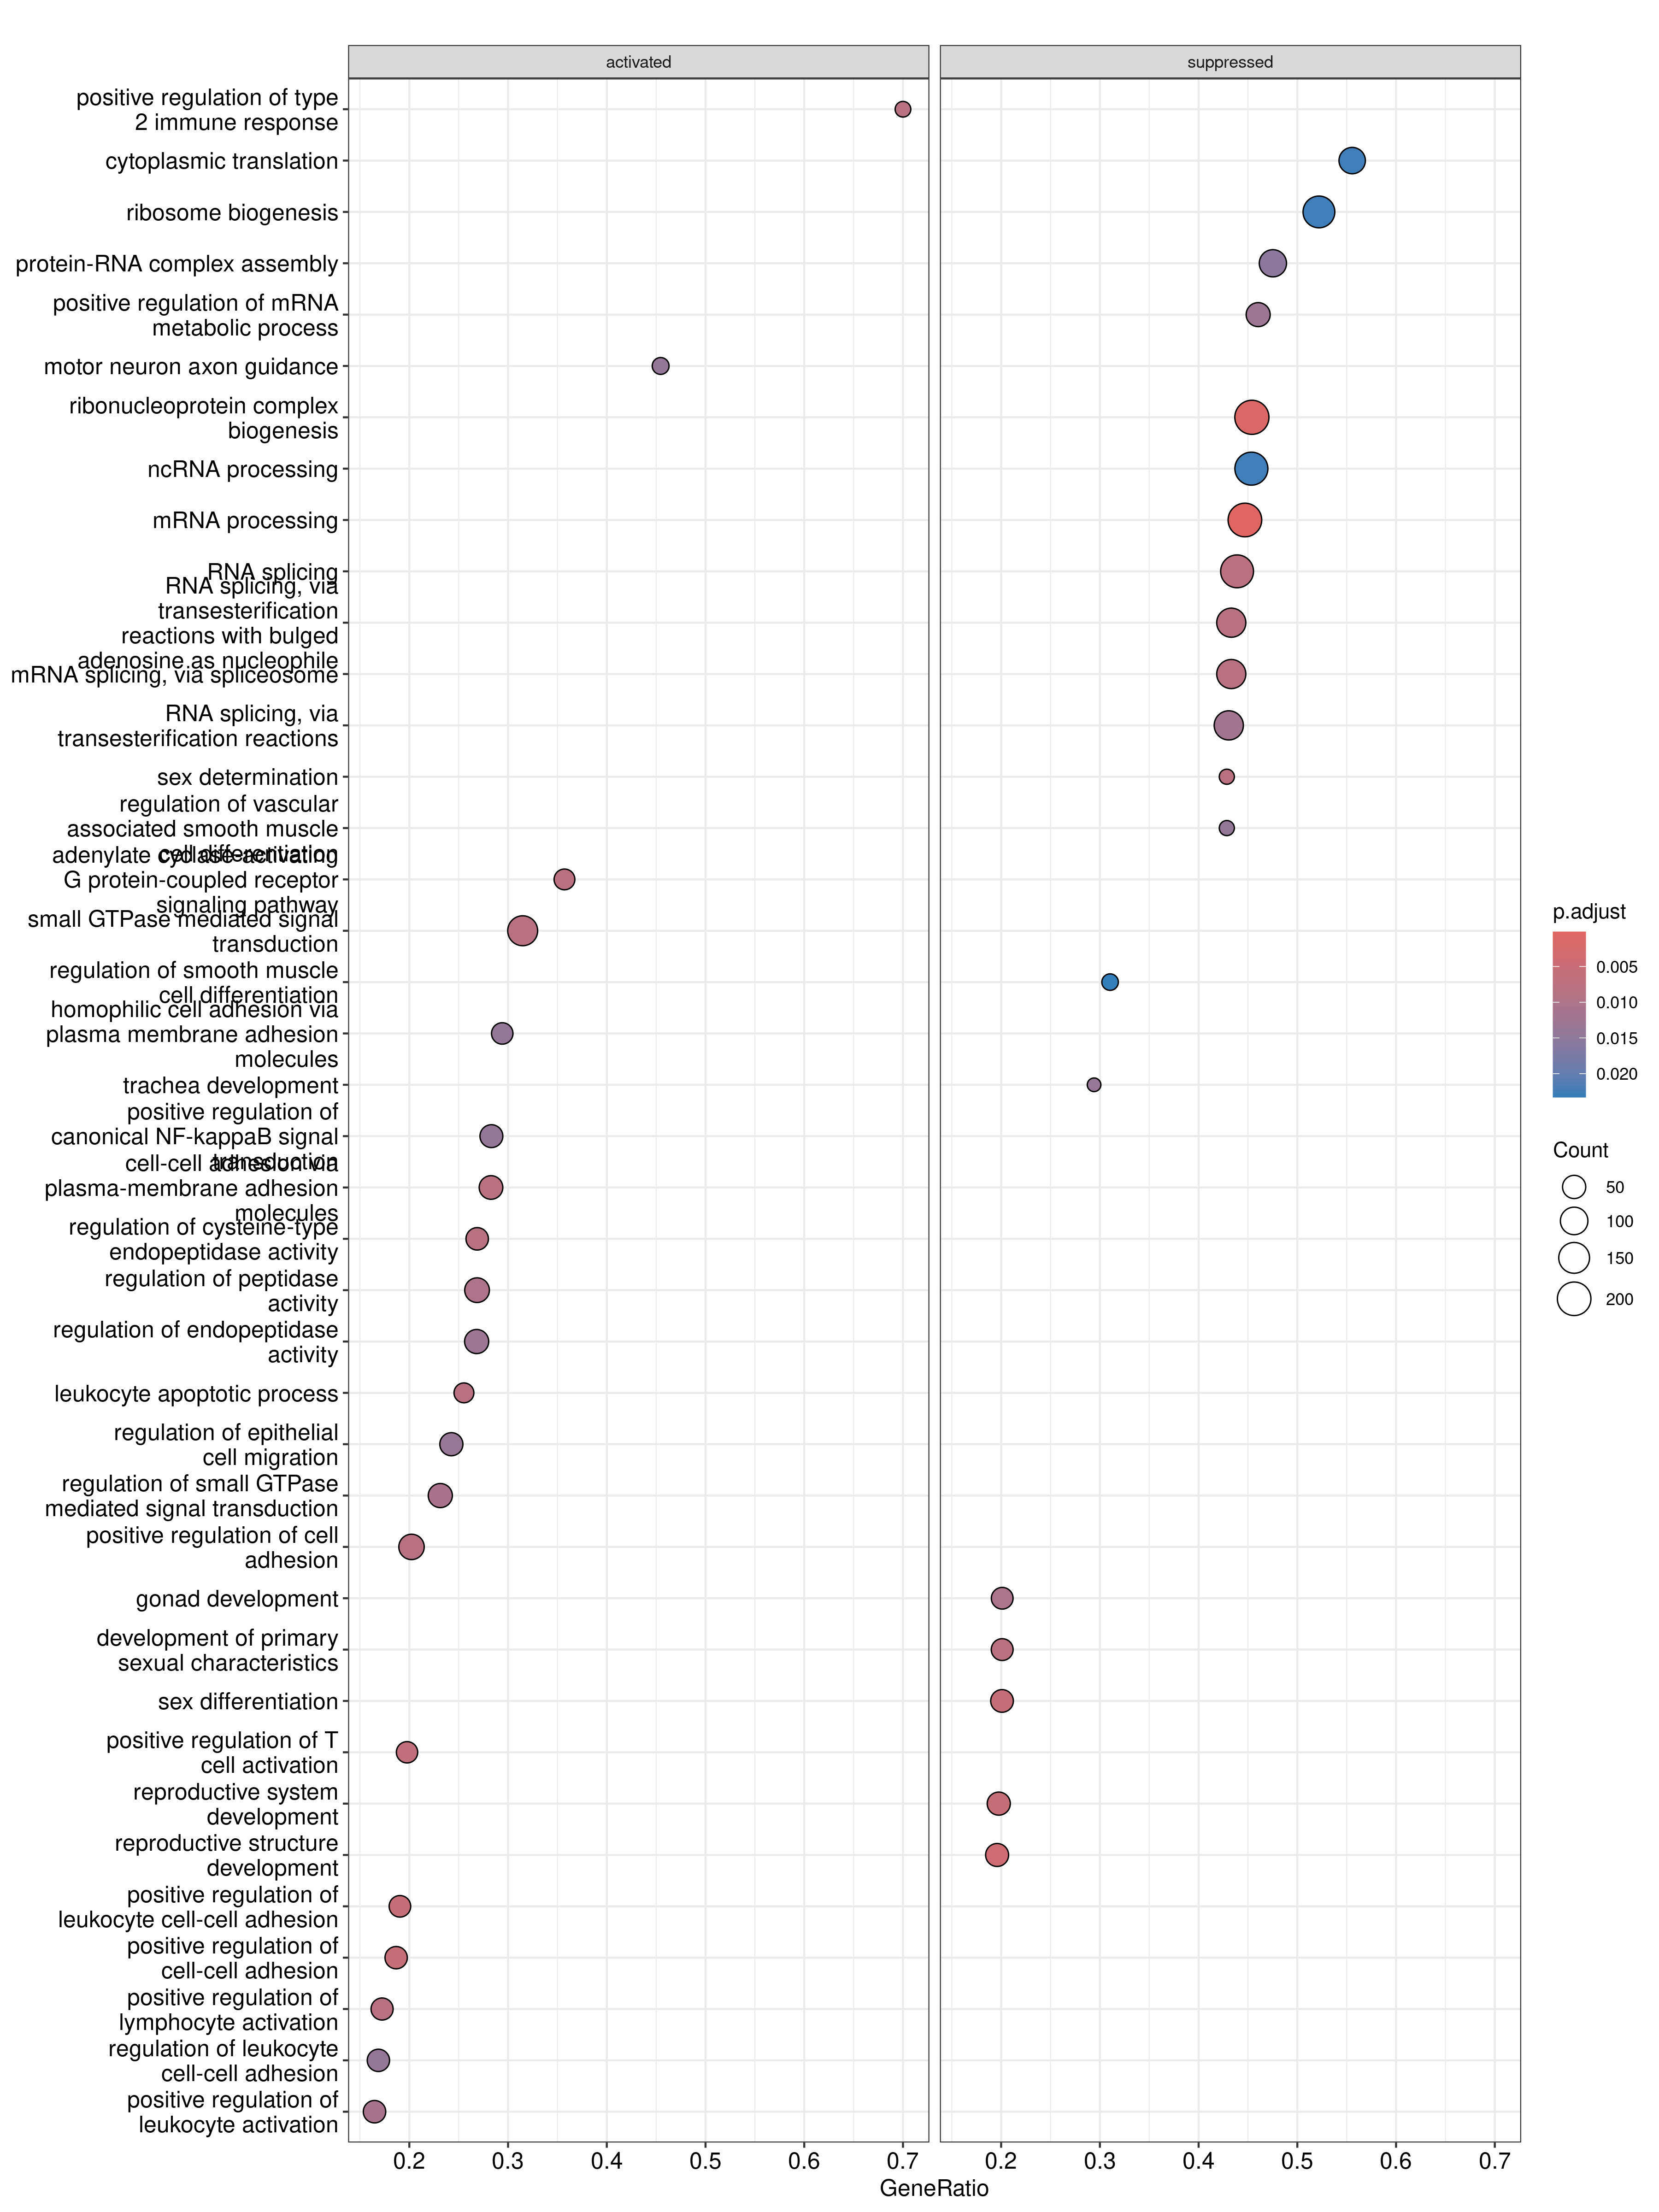 activated
suppressed
positive regulation of type
2 immune response
cytoplasmic translation
ribosome biogenesis
protein-RNA complex assembly
positive regulation of mRNA
metabolic process
motor neuron axon guidance
ribonucleoprotein complex
biogenesis
ncRNA processing
mRNA processing
RNA splicing
RNA splicing, via
transesterification
reactions with bulged
adenosine as nucleophile
mRNA splicing, via spliceosome
RNA splicing, via
transesterification reactions
sex determination
regulation of vascular
associated smooth muscle
cell differentiation
adenylate cyclase-activating
G protein-coupled receptor
signaling pathway
small GTPase mediated signal
transduction
regulation of smooth muscle
cell differentiation
homophilic cell adhesion via
plasma membrane adhesion
molecules
trachea development
positive regulation of
canonical NF-kappaB signal
transduction
cell-cell adhesion via
plasma-membrane adhesion
molecules
regulation of cysteine-type
endopeptidase activity
regulation of peptidase
activity
regulation of endopeptidase
activity
leukocyte apoptotic process
regulation of epithelial
cell migration
regulation of small GTPase
mediated signal transduction
positive regulation of cell
adhesion
gonad development
development of primary
sexual characteristics
sex differentiation
positive regulation of T
cell activation
reproductive system
development
reproductive structure
development
positive regulation of
leukocyte cell-cell adhesion
positive regulation of
cell-cell adhesion
positive regulation of
lymphocyte activation
regulation of leukocyte
cell-cell adhesion
positive regulation of
leukocyte activation
0.2 0.3 0.4 0.5 0.6 0.7
0.2 0.3 0.4 0.5 0.6 0.7
GeneRatio
p.adjust
0.005
0.010
0.015
0.020
Count
50
100
150
200